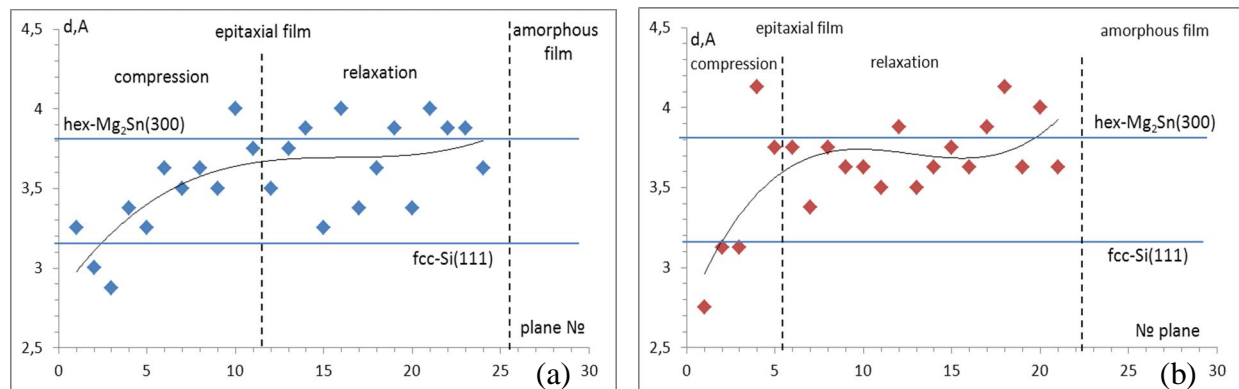 4,5
d,A
epitaxial film
amorphous
film
compression
relaxation
4
hex-Mg₂Sn(300)
3,5
3
fcc-Si(111)
plane №
2,5
0
5
10
15
20
25
30
(a)
4,5
d,A
epitaxial film
amorphous film
compression
relaxation
4
hex-Mg₂Sn(300)
3,5
3
fcc-Si(111)
№ plane
2,5
0
5
10
15
20
25
30
(b)